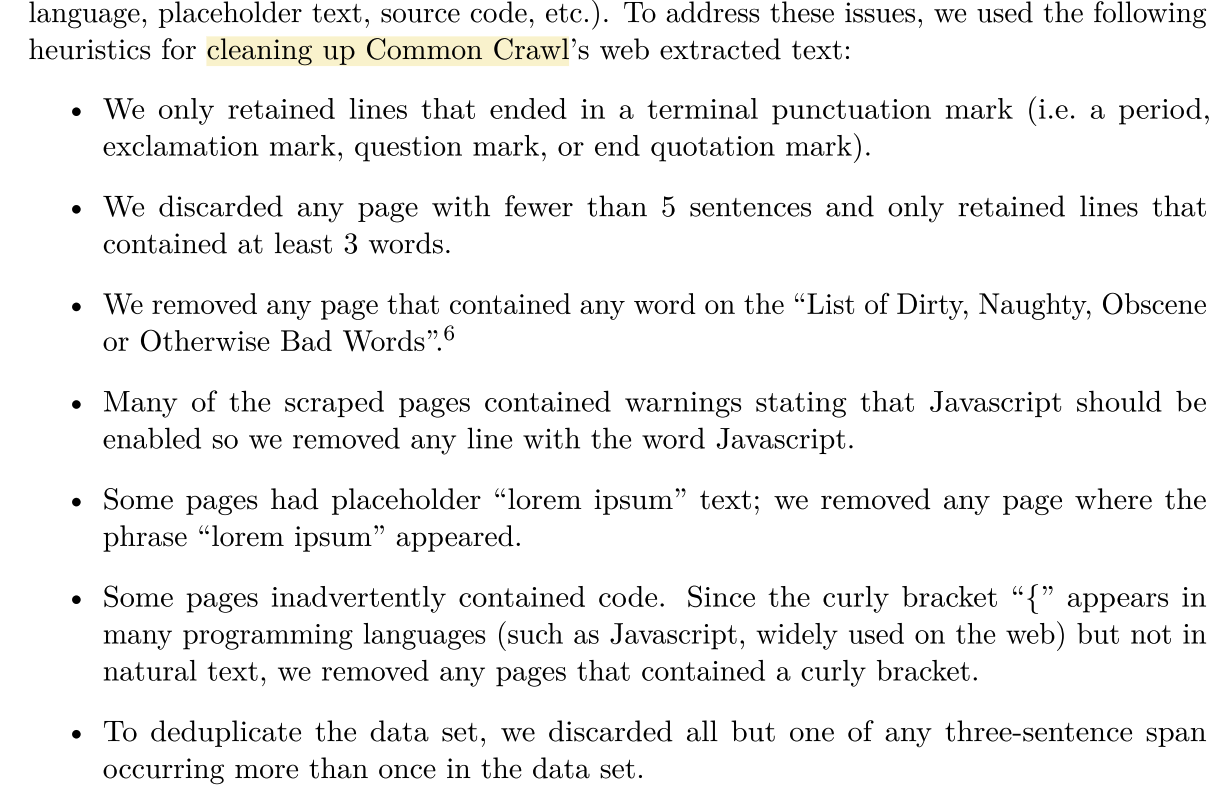 language, placeholder text, source code, etc.). To address these issues, we used the following
heuristics for cleaning up Common Crawl’s web extracted text:
• We only retained lines that ended in a terminal punctuation mark (i.e. a period,
exclamation mark, question mark, or end quotation mark).
• We discarded any page with fewer than 5 sentences and only retained lines that
contained at least 3 words.
• We removed any page that contained any word on the “List of Dirty, Naughty, Obscene
or Otherwise Bad Words”.⁶
• Many of the scraped pages contained warnings stating that Javascript should be
enabled so we removed any line with the word Javascript.
• Some pages had placeholder “lorem ipsum” text; we removed any page where the
phrase “lorem ipsum” appeared.
• Some pages inadvertently contained code. Since the curly bracket “{” appears in
many programming languages (such as Javascript, widely used on the web) but not in
natural text, we removed any pages that contained a curly bracket.
• To deduplicate the data set, we discarded all but one of any three-sentence span
occurring more than once in the data set.